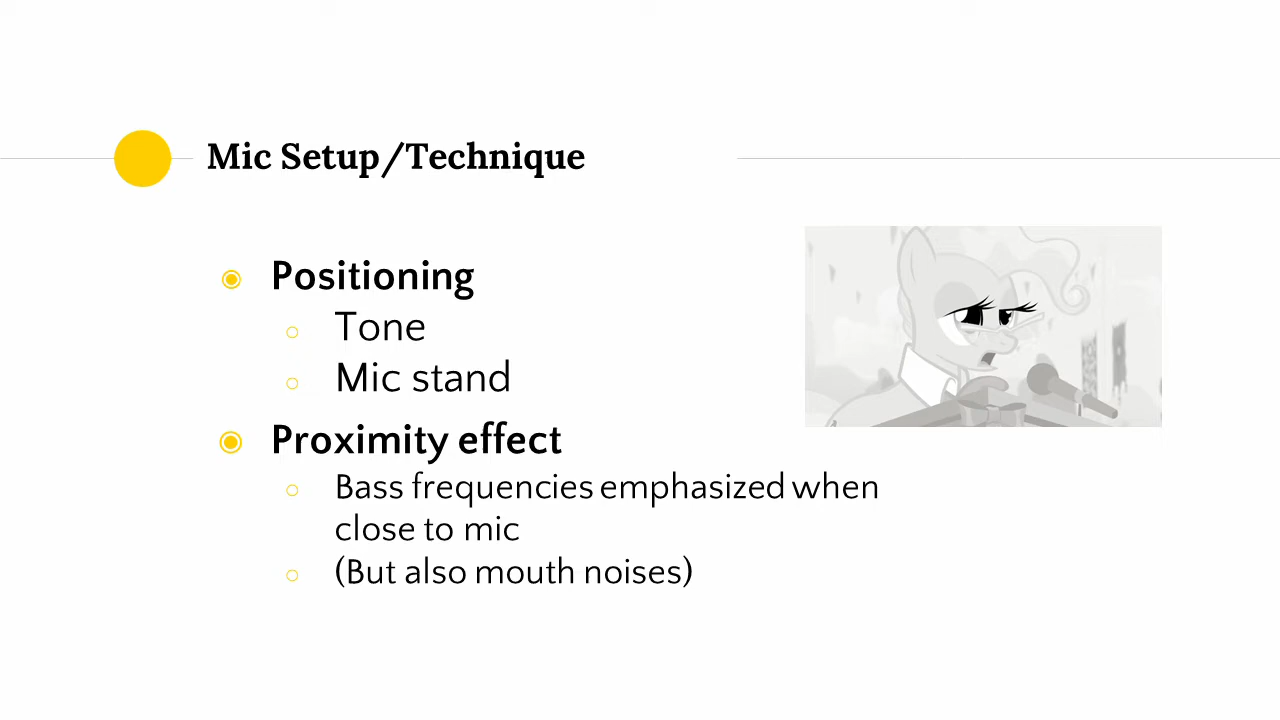 Mic Setup/Technique
Positioning
Tone
Mic stand
Proximity effect
Bass frequencies emphasized when
close to mic
(But also mouth noises)